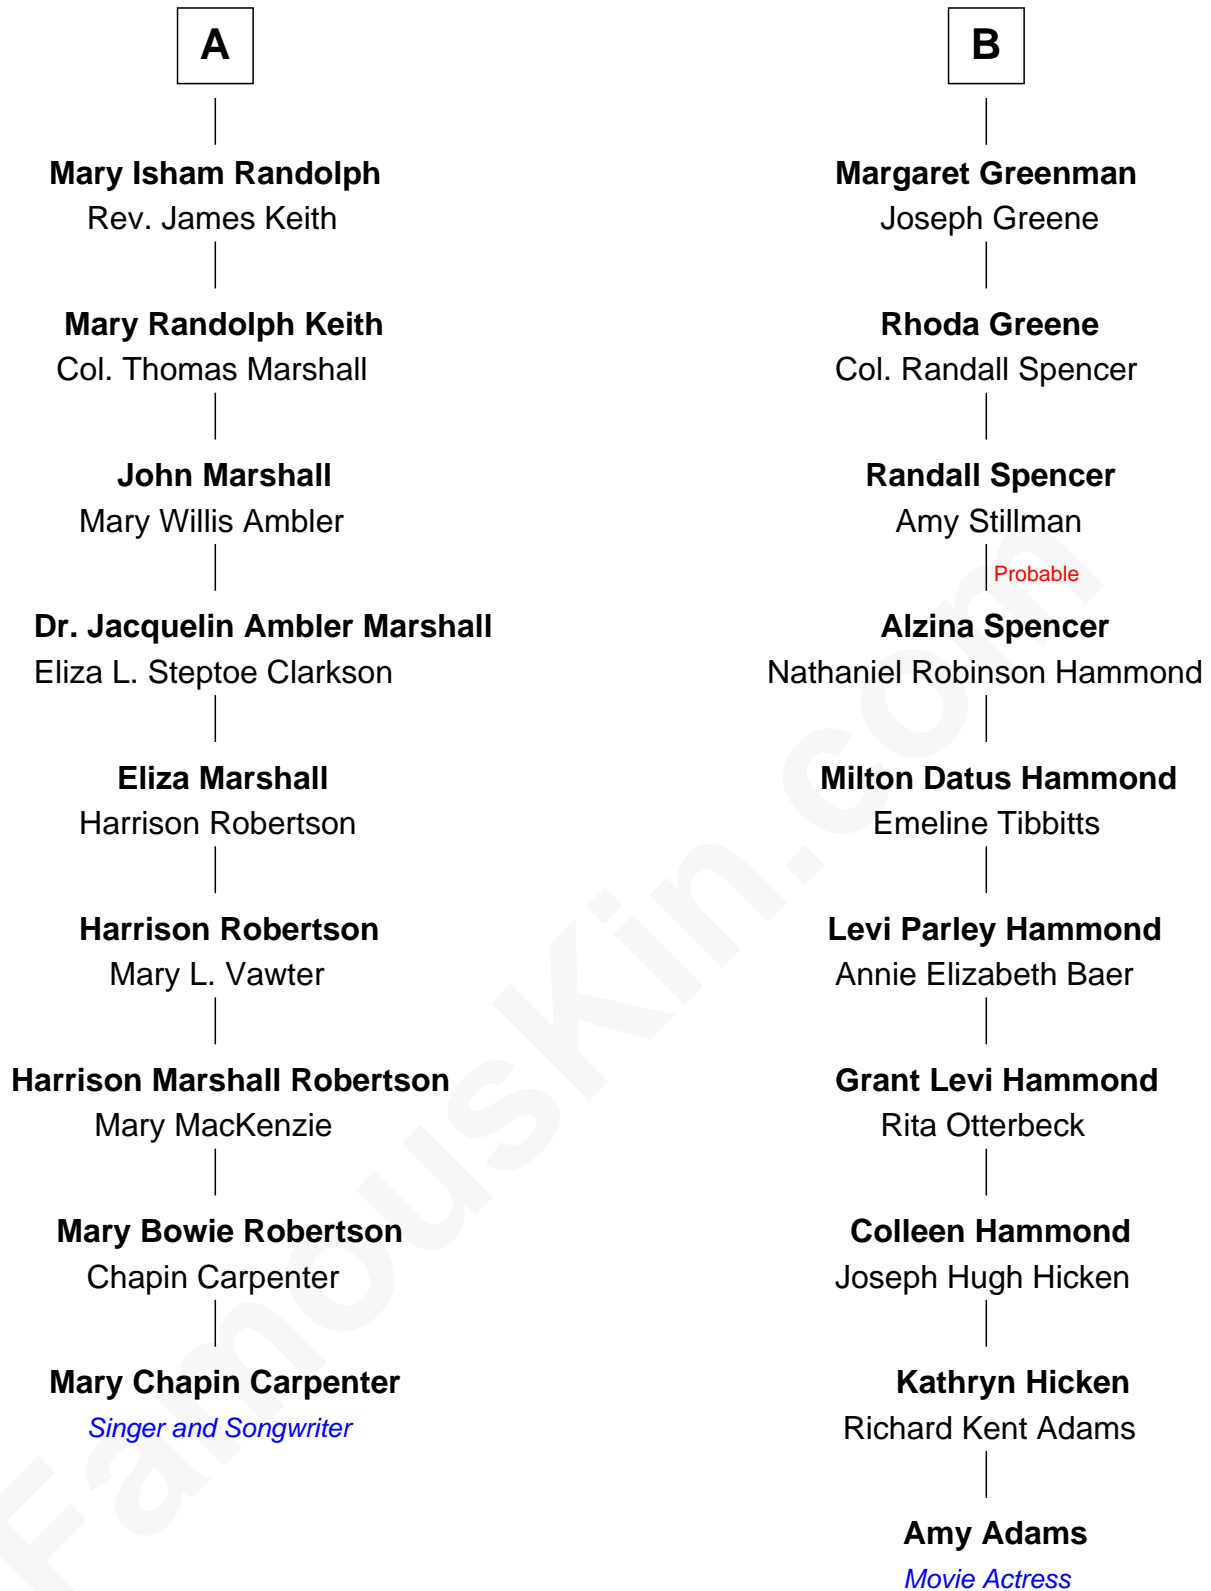 A
Mary Isham Randolph
Rev. James Keith
Mary Randolph Keith
Col. Thomas Marshall
John Marshall
Mary Willis Ambler
Dr. Jacquelin Ambler Marshall
Eliza L. Steptoe Clarkson
Eliza Marshall
Harrison Robertson
Harrison Robertson
Mary L. Vawter
Harrison Marshall Robertson
Mary MacKenzie
Mary Bowie Robertson
Chapin Carpenter
Mary Chapin Carpenter
Singer and Songwriter
B
Margaret Greenman
Joseph Greene
Rhoda Greene
Col. Randall Spencer
Randall Spencer
Amy Stillman
Probable
Alzina Spencer
Nathaniel Robinson Hammond
Milton Datus Hammond
Emeline Tibbitts
Levi Parley Hammond
Annie Elizabeth Baer
Grant Levi Hammond
Rita Otterbeck
Colleen Hammond
Joseph Hugh Hicken
Kathryn Hicken
Richard Kent Adams
Amy Adams
Movie Actress
FamousKin.com